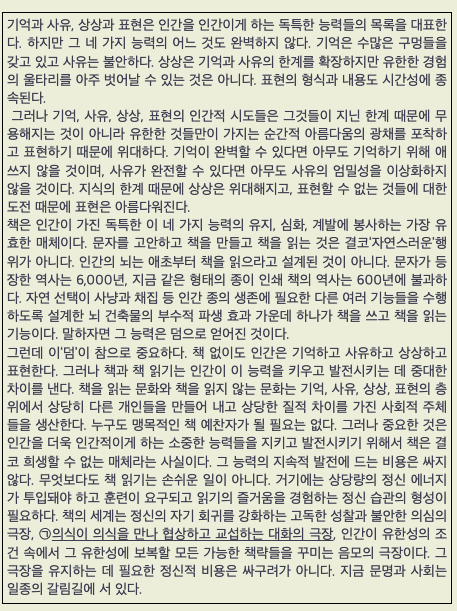 기억과 사유, 상상과 표현은 인간을 인간이게 하는 독특한 능력들의 목록을 대표한
다. 하지만 그 네 가지 능력의 어느 것도 완벽하지 않다. 기억은 수많은 구멍들을
갖고 있고 사유는 불안하다. 상상은 기억과 사유의 한계를 확장하지만 유한한 경험
의 울타리를 아주 벗어날 수 있는 것은 아니다. 표현의 형식과 내용도 시간성에 종
속된다.
그러나 기억, 사유, 상상, 표현의 인간적 시도들은 그것들이 지닌 한계 때문에 무
용해지는 것이 아니라 유한한 것들만이 가지는 순간적 아름다움의 광채를 포착하
고 표현하기 때문에 위대하다. 기억이 완벽할 수 있다면 아무도 기억하기 위해 애
쓰지 않을 것이며, 사유가 완전할 수 있다면 아무도 사유의 엄밀성을 이상화하지
않을 것이다. 지식의 한계 때문에 상상은 위대해지고, 표현할 수 없는 것들에 대한
도전 때문에 표현은 아름다워진다.
책은 인간이 가진 독특한 이 네 가지 능력의 유지, 심화, 계발에 봉사하는 가장 유
효한 매체이다. 문자를 고안하고 책을 만들고 책을 읽는 것은 결코'자연스러운'행
위가 아니다. 인간의 뇌는 애초부터 책을 읽으라고 설계된 것이 아니다. 문자가 등
장한 역사는 6,000년, 지금 같은 형태의 종이 인쇄 책의 역사는 600년에 불과하
다. 자연 선택이 사냥과 채집 등 인간 종의 생존에 필요한 다른 여러 기능들을 수행
하도록 설계한 뇌 건축물의 부수적 파생 효과 가운데 하나가 책을 쓰고 책을 읽는
기능이다. 말하자면 그 능력은 덤으로 얻어진 것이다.
그런데 이'덤'이 참으로 중요하다. 책 없이도 인간은 기억하고 사유하고 상상하고
표현한다. 그러나 책과 책 읽기는 인간이 이 능력을 키우고 발전시키는 데 중대한
차이를 낸다. 책을 읽는 문화와 책을 읽지 않는 문화는 기억, 사유, 상상, 표현의 층
위에서 상당히 다른 개인들을 만들어 내고 상당한 질적 차이를 가진 사회적 주체
들을 생산한다. 누구도 맹목적인 책 예찬자가 될 필요는 없다. 그러나 중요한 것은
인간을 더욱 인간적이게 하는 소중한 능력들을 지키고 발전시키기 위해서 책은 결
코 희생할 수 없는 매체라는 사실이다. 그 능력의 지속적 발전에 드는 비용은 싸지
않다. 무엇보다도 책 읽기는 손쉬운 일이 아니다. 거기에는 상당량의 정신 에너지
가 투입돼야 하고 훈련이 요구되고 읽기의 즐거움을 경험하는 정신 습관의 형성이
필요하다. 책의 세계는 정신의 자기 회귀를 강화하는 고독한 성찰과 불안한 의심의
극장, ㉠의식이 의식을 만나 협상하고 교섭하는 대화의 극장, 인간이 유한성의 조
건 속에서 그 유한성에 보복할 모든 가능한 책략들을 꾸미는 음모의 극장이다. 그
극장을 유지하는 데 필요한 정신적 비용은 싸구려가 아니다. 지금 문명과 사회는
일종의 갈림길에 서 있다.